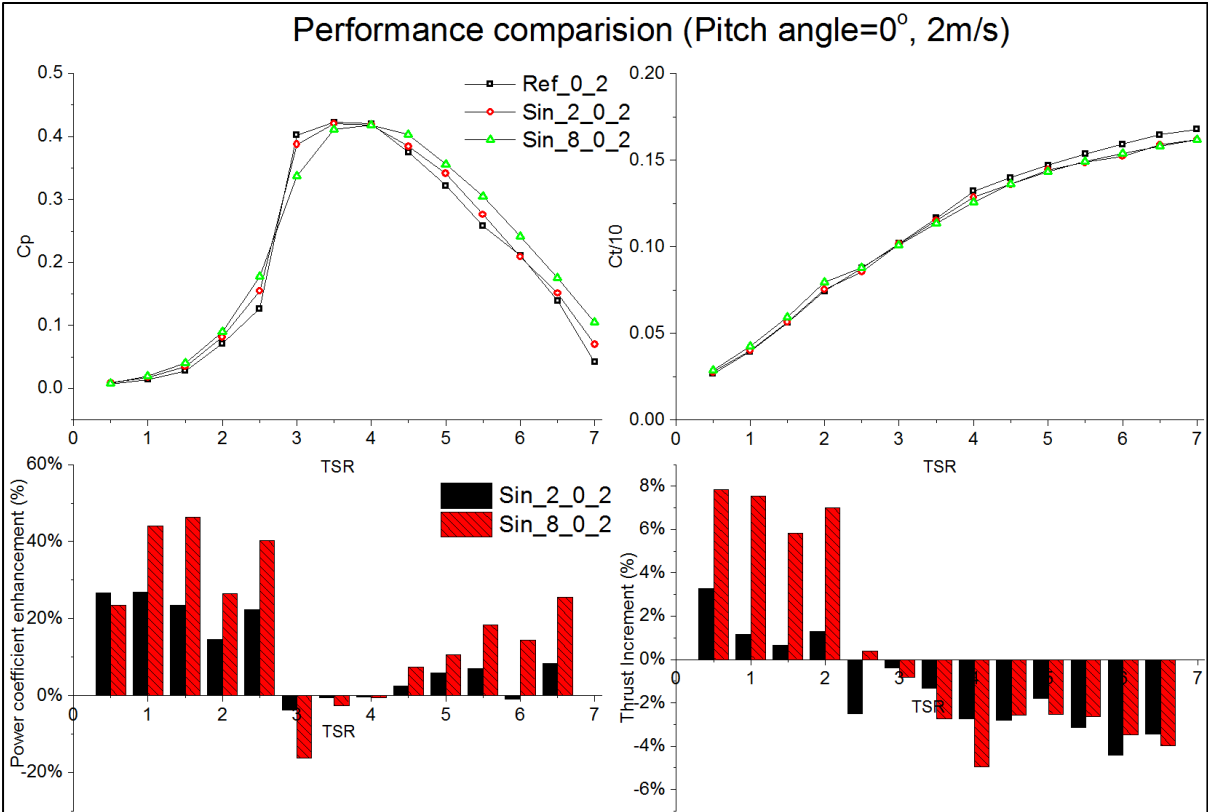 Performance comparision (Pitch angle=0°, 2m/s)
0.5
0.4
0.3
0.2
0.1
0.0
Cp
Ref_0_2
Sin_2_0_2
Sin_8_0_2
0 1 2 3 4 5 6 7
TSR
0.20
0.15
0.10
0.05
0.00
Ct/10
0 1 2 3 4 5 6 7
TSR
60%
40%
20%
0%
-20%
Power coefficient enhancement (%)
Sin_2_0_2
Sin_8_0_2
1 2 3 4 5 6 7
TSR
8%
6%
4%
2%
0%
-2%
-4%
-6%
Thrust Increment (%)
1 2 3 4 5 6 7
TSR